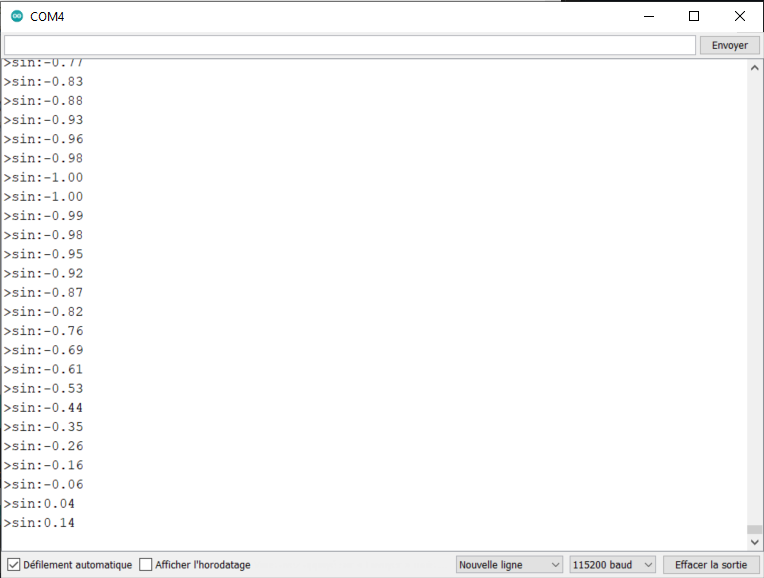 COM4
Envoyer
>sin:-0.77
>sin:-0.83
>sin:-0.88
>sin:-0.93
>sin:-0.96
>sin:-0.98
>sin:-1.00
>sin:-1.00
>sin:-0.99
>sin:-0.98
>sin:-0.95
>sin:-0.92
>sin:-0.87
>sin:-0.82
>sin:-0.76
>sin:-0.69
>sin:-0.61
>sin:-0.53
>sin:-0.44
>sin:-0.35
>sin:-0.26
>sin:-0.16
>sin:-0.06
>sin:0.04
>sin:0.14
Défilement automatique Afficher l'horodatage Nouvelle ligne 115200 baud Effacer la sortie